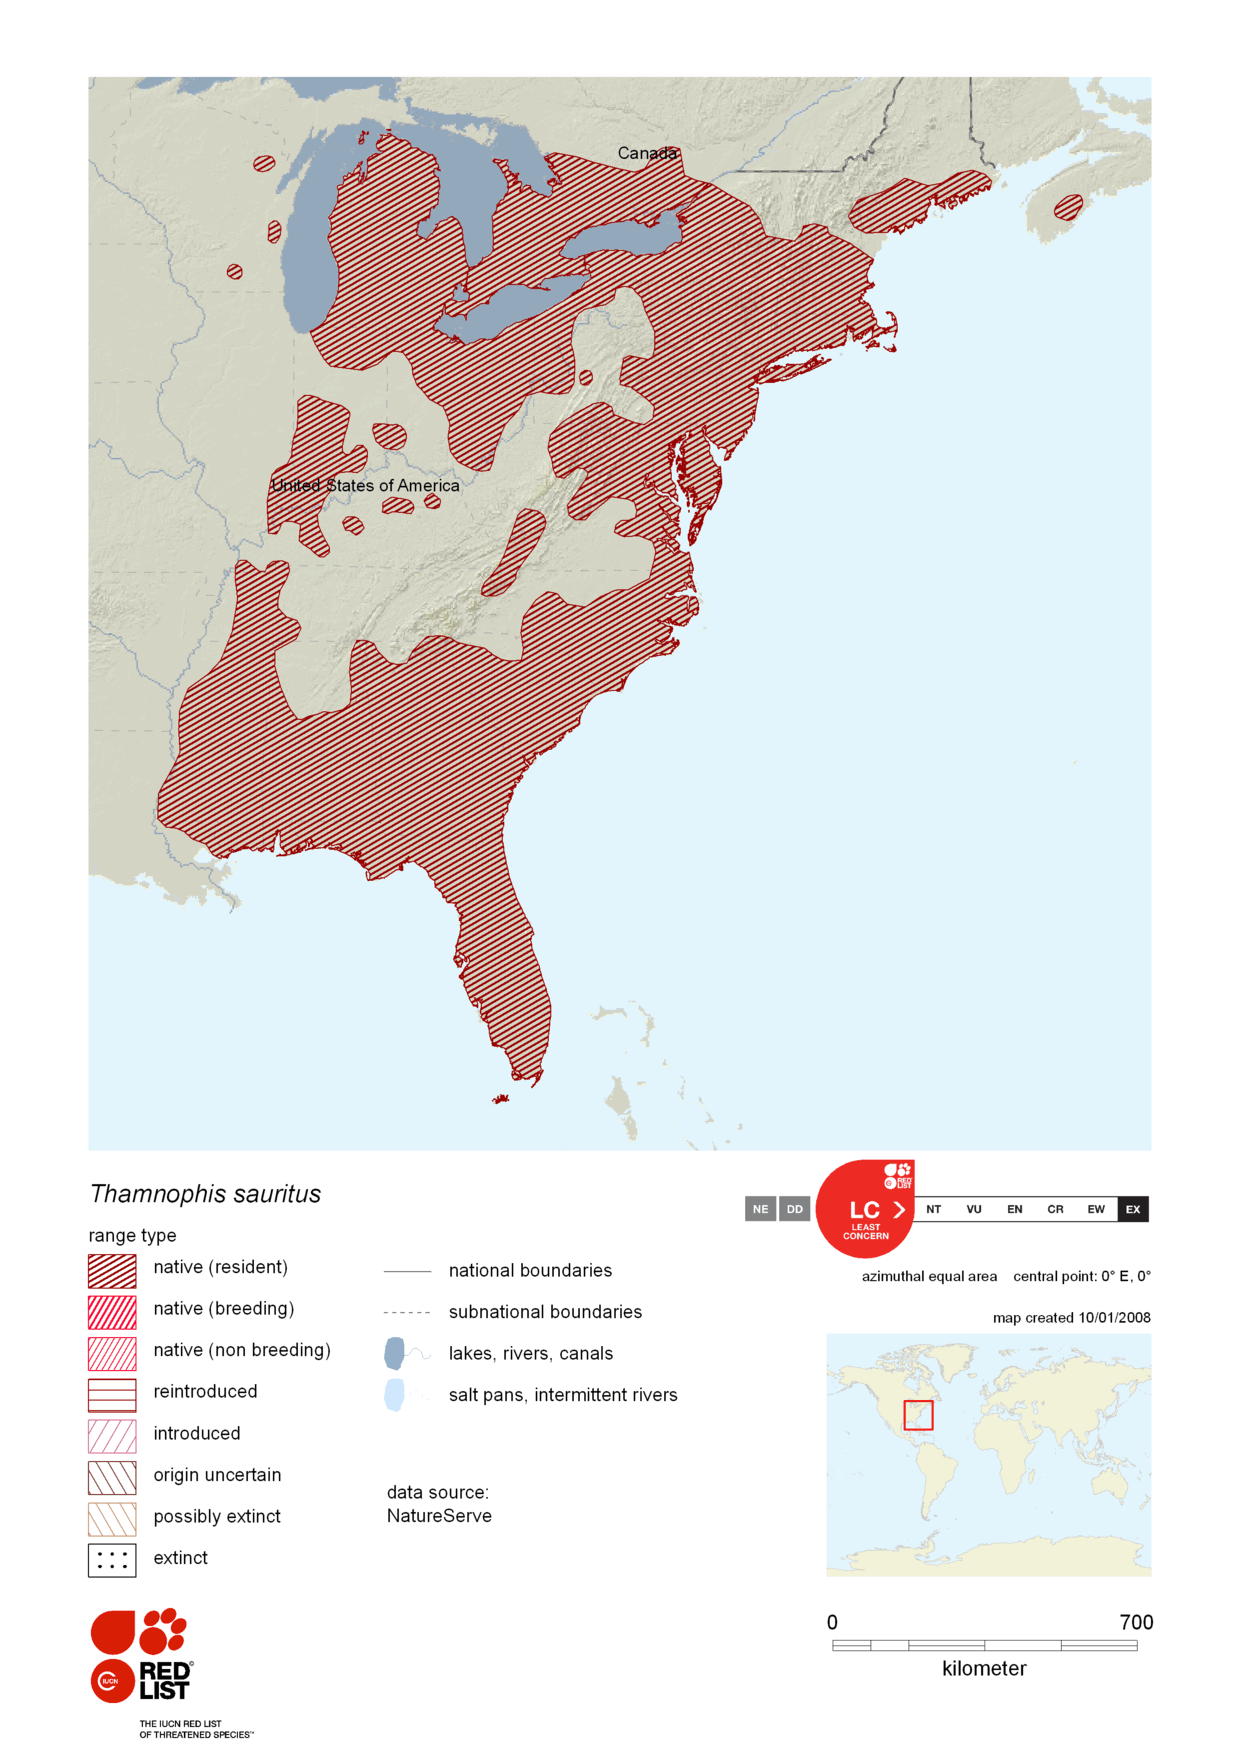 Canada
United States of America
Thamnophis sauritus
range type
native (resident)
native (breeding)
native (non breeding)
reintroduced
introduced
origin uncertain
possibly extinct
extinct
national boundaries
subnational boundaries
lakes, rivers, canals
salt pans, intermittent rivers
data source:
NatureServe
NE DD LC NT VU EN CR EW EX
LEAST
CONCERN
RED
LIST
azimuthal equal area central point: 0° E, 0°
map created 10/01/2008
0 700
kilometer
IUCN
RED
LIST
©
THE IUCN RED LIST
OF THREATENED SPECIES™